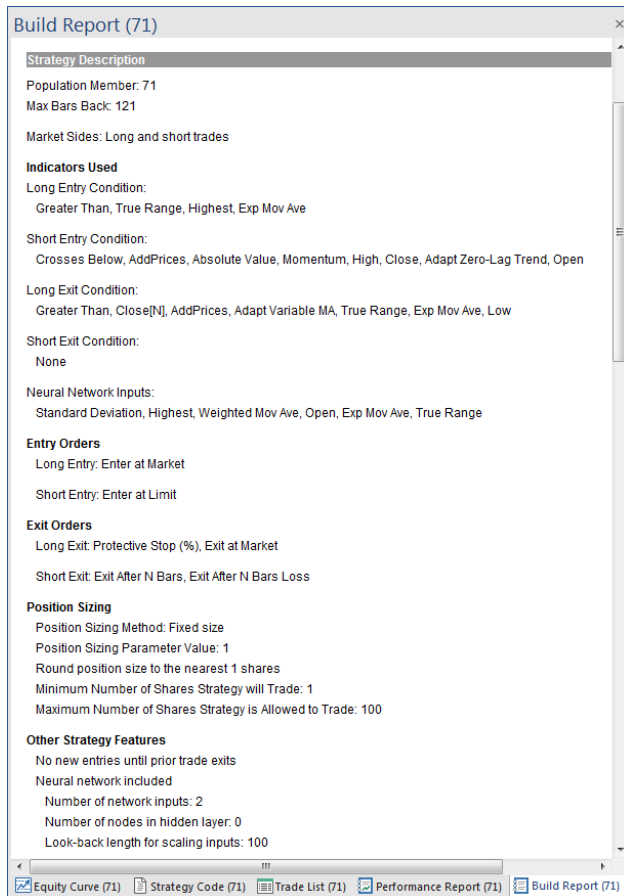 Build Report (71)
Strategy Description
Population Member: 71
Max Bars Back: 121
Market Sides: Long and short trades
Indicators Used
Long Entry Condition:
Greater Than, True Range, Highest, Exp Mov Ave
Short Entry Condition:
Crosses Below, AddPrices, Absolute Value, Momentum, High, Close, Adapt Zero-Lag Trend, Open
Long Exit Condition:
Greater Than, Close[N], AddPrices, Adapt Variable MA, True Range, Exp Mov Ave, Low
Short Exit Condition:
None
Neural Network Inputs:
Standard Deviation, Highest, Weighted Mov Ave, Open, Exp Mov Ave, True Range
Entry Orders
Long Entry: Enter at Market
Short Entry: Enter at Limit
Exit Orders
Long Exit: Protective Stop (%), Exit at Market
Short Exit: Exit After N Bars, Exit After N Bars Loss
Position Sizing
Position Sizing Method: Fixed size
Position Sizing Parameter Value: 1
Round position size to the nearest 1 shares
Minimum Number of Shares Strategy will Trade: 1
Maximum Number of Shares Strategy is Allowed to Trade: 100
Other Strategy Features
No new entries until prior trade exits
Neural network included
Number of network inputs: 2
Number of nodes in hidden layer: 0
Look-back length for scaling inputs: 100
Equity Curve (71) Strategy Code (71) Trade List (71) Performance Report (71) Build Report (71)